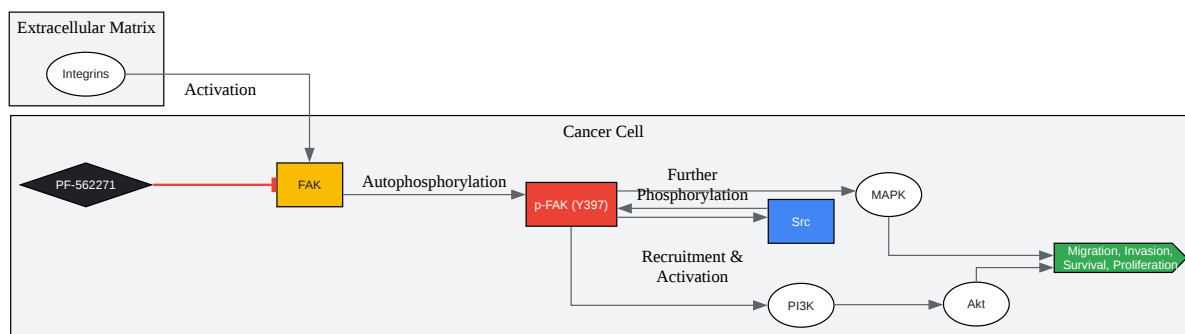 Extracellular Matrix
Integrins
Activation
Cancer Cell
PF-562271
FAK
Autophosphorylation
p-FAK (Y397)
Further
Phosphorylation
MAPK
Src
Recruitment &
Activation
PI3K
Akt
Migration, Invasion,
Survival, Proliferation